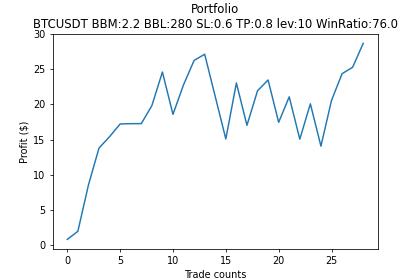 Portfolio
BTCUSDT BBM:2.2 BBL:280 SL:0.6 TP:0.8 lev:10 WinRatio:76.0
30
25
20
15
10
5
0
Profit ($)
0 5 10 15 20 25
Trade counts